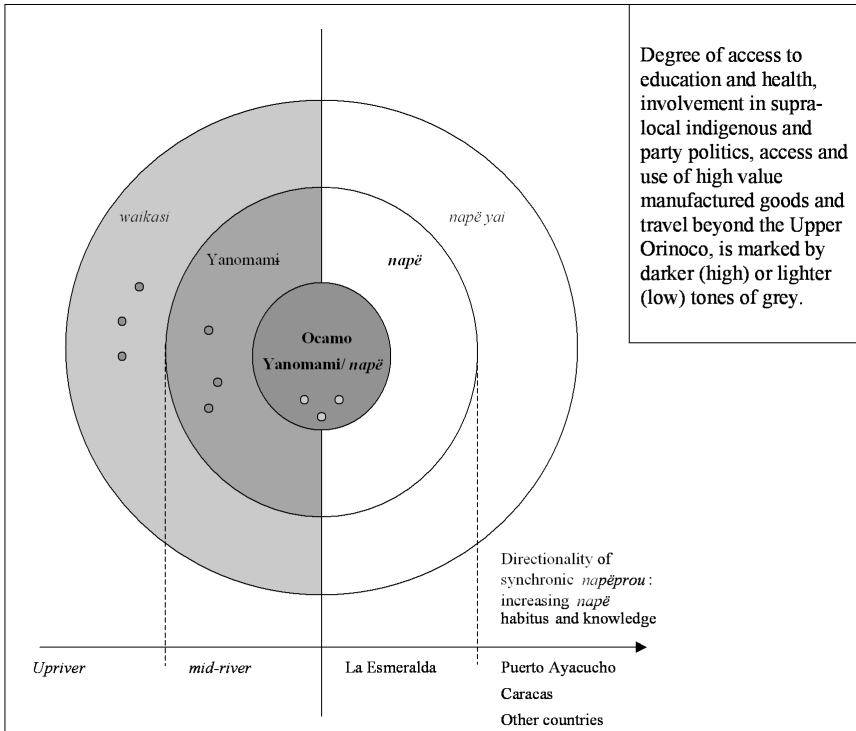 Degree of access to
education and health,
involvement in supra-
local indigenous and
party politics, access and
use of high value
manufactured goods and
travel beyond the Upper
Orinoco, is marked by
darker (high) or lighter
(low) tones of grey.
waikasi
napë yai
Yanomamɨ
napë
Ocamo
Yanomami/ napë
Directionality of
synchronic napëprou :
increasing napë
habitus and knowledge
Upriver
mid-river
La Esmeralda
Puerto Ayacucho
Caracas
Other countries